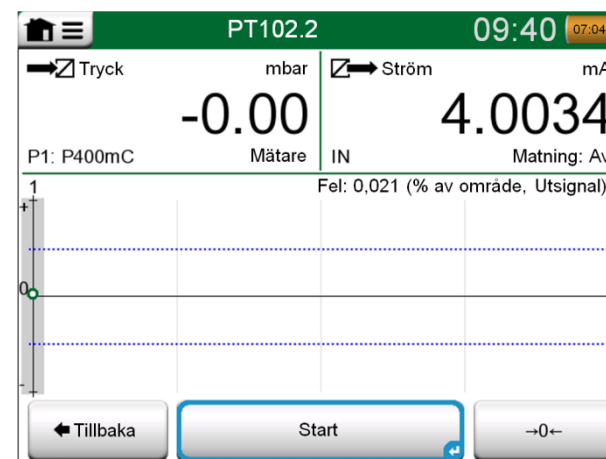 PT102.2 09:40 07:04
Tryck mbar
-0.00
P1: P400mC Mätare
Ström mA
4.0034
IN Matning: Av
1 Fel: 0,021 (% av område, Utsignal)
+
0
-
Tillbaka Start →0←